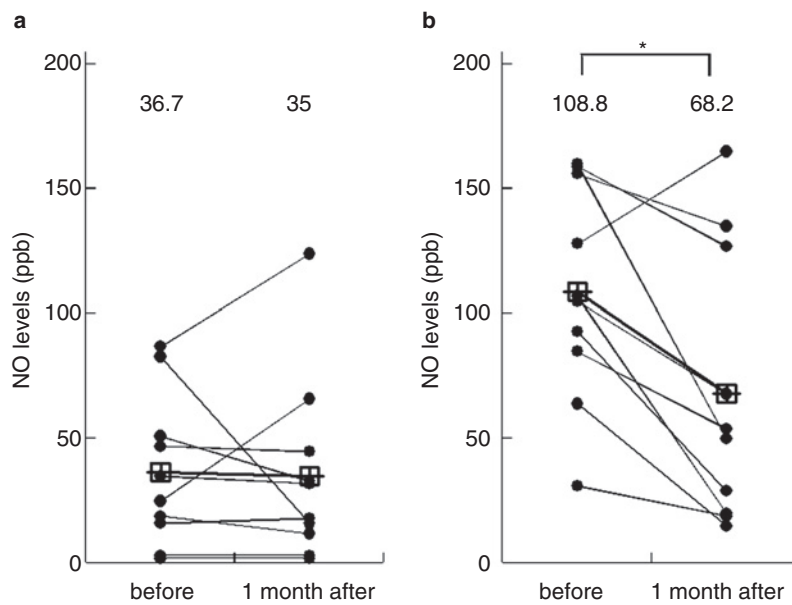 a
NO levels (ppb)
200
150
100
50
0
36.7 35
before 1 month after
b
NO levels (ppb)
200
150
100
50
0
*
108.8 68.2
before 1 month after